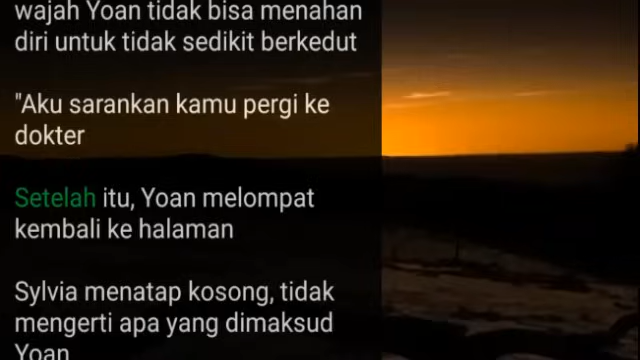 wajah Yoan tidak bisa menahan
diri untuk tidak sedikit berkedut
"Aku sarankan kamu pergi ke
dokter
Setelah itu, Yoan melompat
kembali ke halaman
Sylvia menatap kosong, tidak
mengerti apa yang dimaksud
Yoan